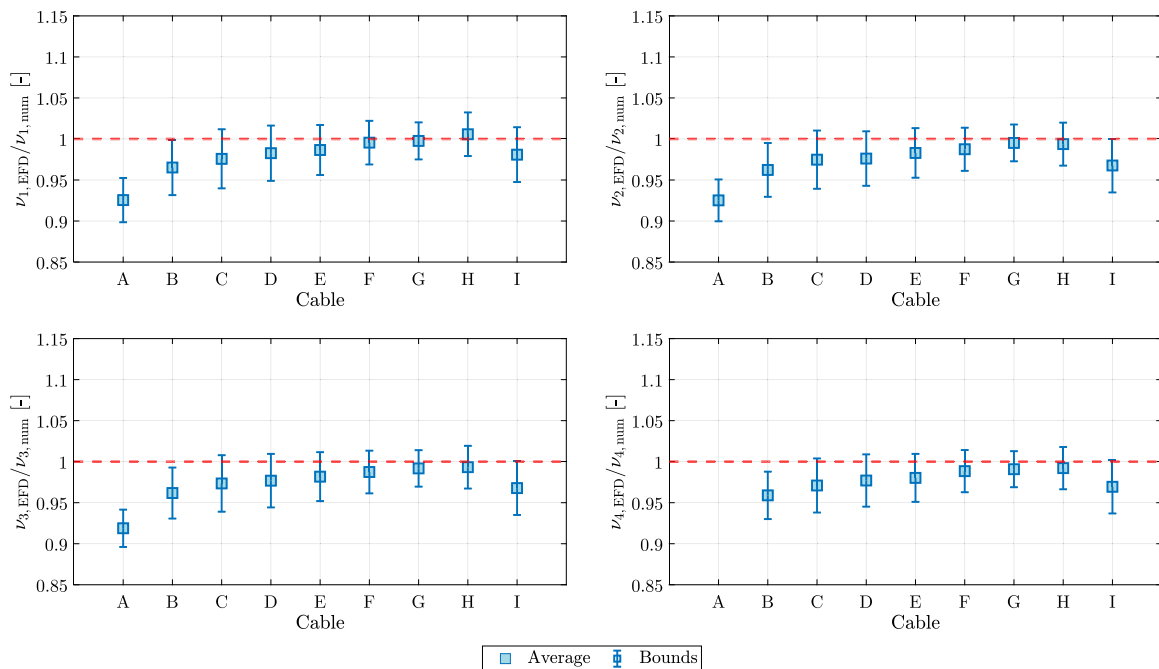 1.15
1.1
1.05
1
0.95
0.9
0.85
ν1,EFD/ν1,num [-]
A B C D E F G H I
Cable
1.15
1.1
1.05
1
0.95
0.9
0.85
ν2,EFD/ν2,num [-]
A B C D E F G H I
Cable
1.15
1.1
1.05
1
0.95
0.9
0.85
ν3,EFD/ν3,num [-]
A B C D E F G H I
Cable
1.15
1.1
1.05
1
0.95
0.9
0.85
ν4,EFD/ν4,num [-]
A B C D E F G H I
Cable
Average Bounds